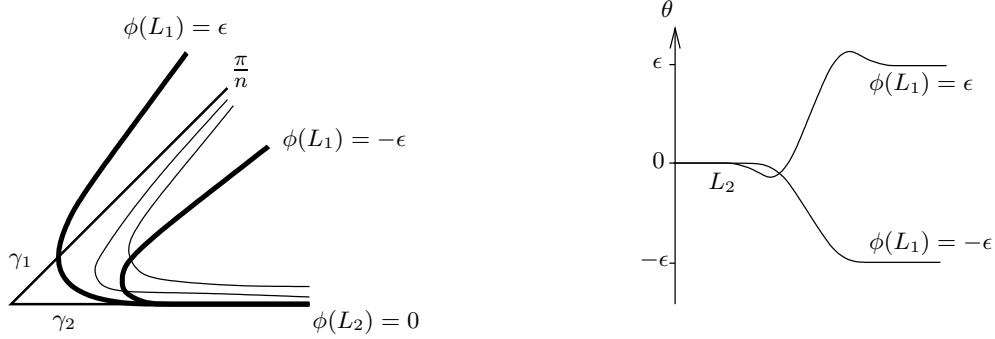 ϕ(L₁) = ϵ
π/n
ϕ(L₁) = −ϵ
γ₁
γ₂
ϕ(L₂) = 0
θ
ϵ
ϕ(L₁) = ϵ
0
L₂
ϕ(L₁) = −ϵ
−ϵ